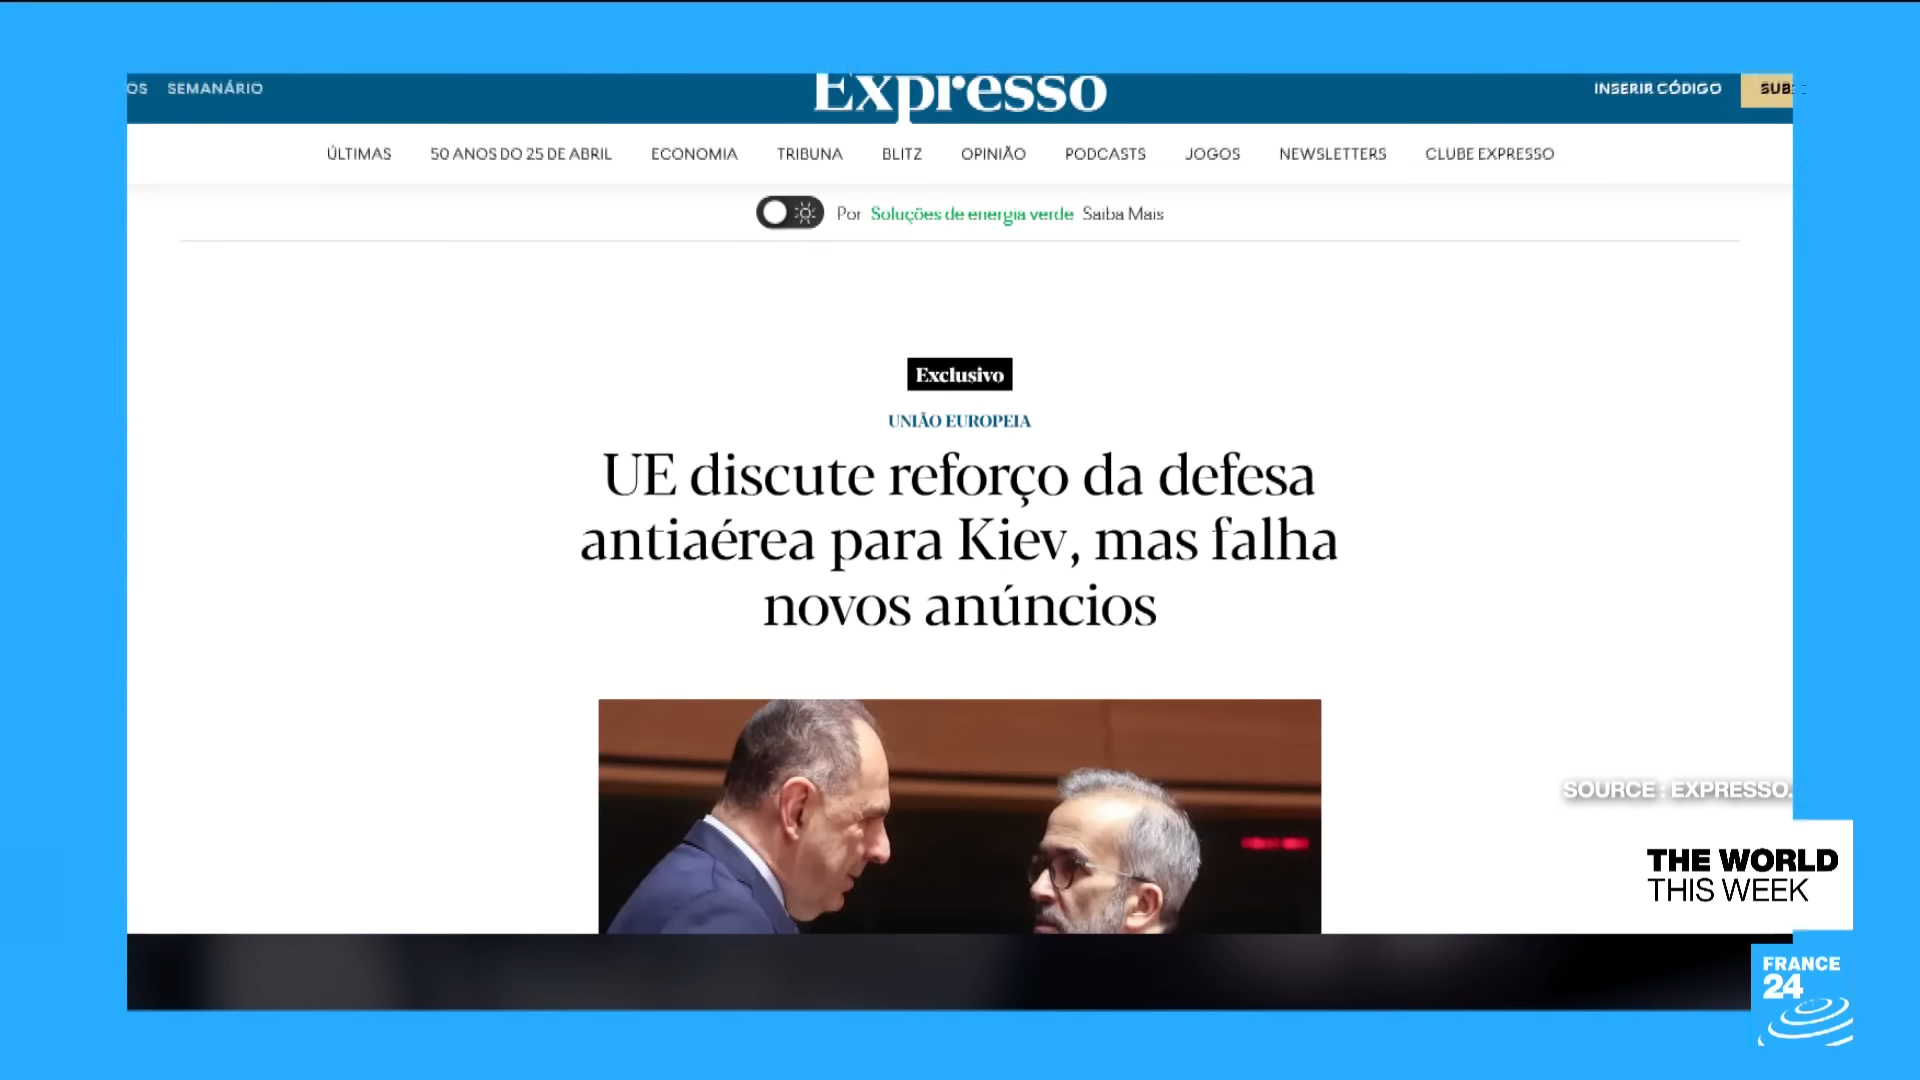 OS SEMANÁRIO Expresso INSERIR CÓDIGO SUB
ÚLTIMAS 50 ANOS DO 25 DE ABRIL ECONOMIA TRIBUNA BLITZ OPINIÃO PODCASTS JOGOS NEWSLETTERS CLUBE EXPRESSO
Por Soluções de energia verde Saiba Mais
Exclusivo
UNIÃO EUROPEIA
UE discute reforço da defesa
antiaérea para Kiev, mas falha
novos anúncios
SOURCE : EXPRESSO.
THE WORLD
THIS WEEK
FRANCE
24